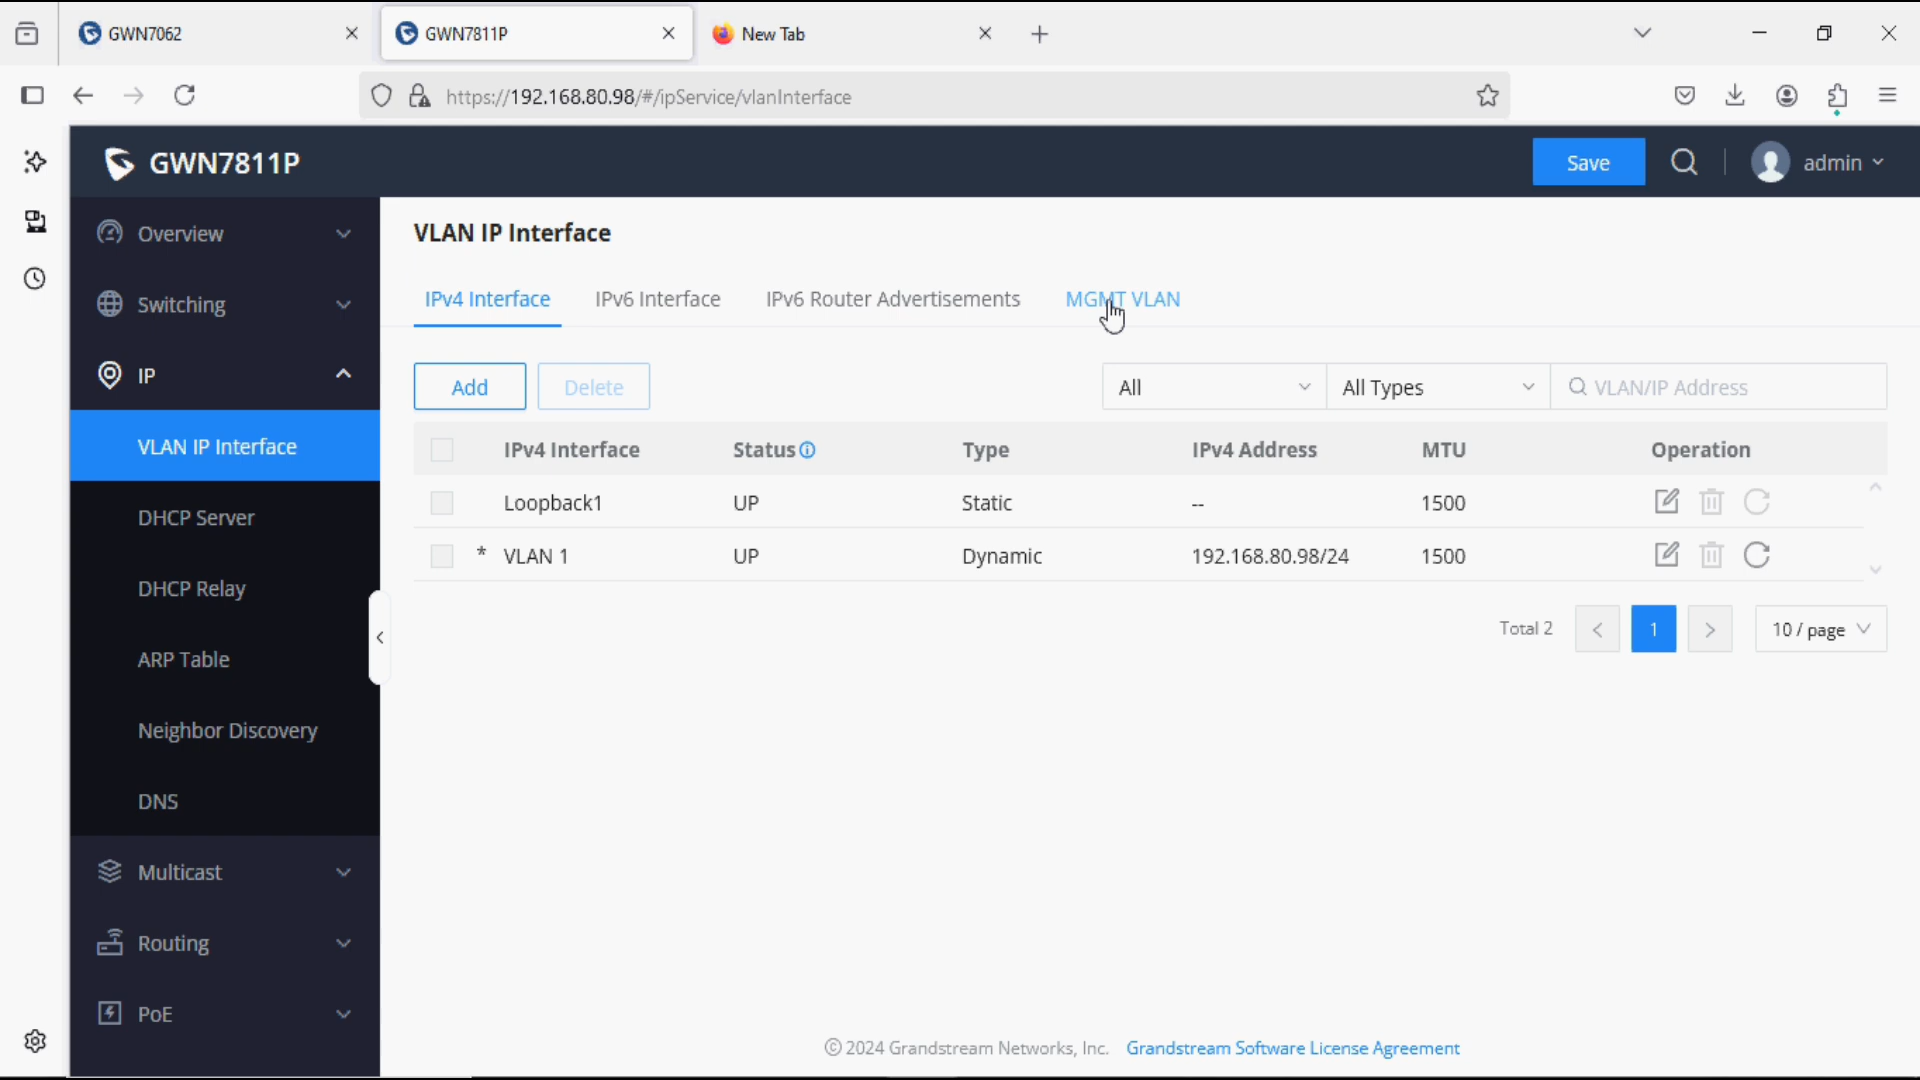 GWN7062
GWN7811P
New Tab
https://192.168.80.98/#/ipService/vlanInterface
GWN7811P
Save
admin
Overview
Switching
IP
VLAN IP Interface
DHCP Server
DHCP Relay
ARP Table
Neighbor Discovery
DNS
Multicast
Routing
PoE
VLAN IP Interface
IPv4 Interface IPv6 Interface IPv6 Router Advertisements MGMT VLAN
Add Delete All All Types VLAN/IP Address
IPv4 Interface Status Type IPv4 Address MTU Operation
Loopback1 UP Static -- 1500
* VLAN 1 UP Dynamic 192.168.80.98/24 1500
Total 2 < 1 > 10 / page
© 2024 Grandstream Networks, Inc. Grandstream Software License Agreement